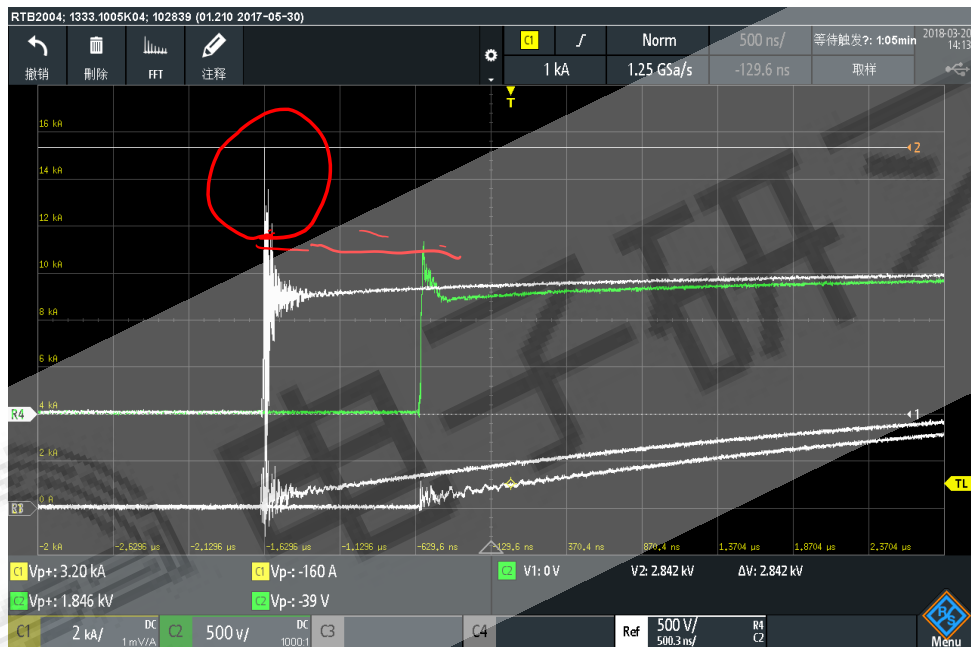 RTB2004; 1333.1005K04; 102839 (01.210 2017-05-30)
撤销
刪除
FFT
注释
C1
Norm
500 ns/
等待触发?: 1:05min
2018-03-20
14:13
1 kA
1.25 GSa/s
-129.6 ns
取样
T
16 kA
14 kA
2
12 kA
10 kA
8 kA
6 kA
4 kA
R4
1
2 kA
TL
0 A
-2 kA
-2,6296 µs
-2,1296 µs
-1,6296 µs
-1,1296 µs
-629,6 ns
-129,6 ns
370,4 ns
870,4 ns
1,3704 µs
1,8704 µs
2,3704 µs
电子研
C1 Vp+: 3.20 kA
C1 Vp-: -160 A
C2 V1: 0 V
V2: 2.842 kV
ΔV: 2.842 kV
C2 Vp+: 1.846 kV
C2 Vp-: -39 V
C1 2 kA/ DC 1 mV/A
C2 500 V/ DC 1000:1
C3
C4
Ref 500 V/ R4
500.3 ns/ C2
R S
Menu